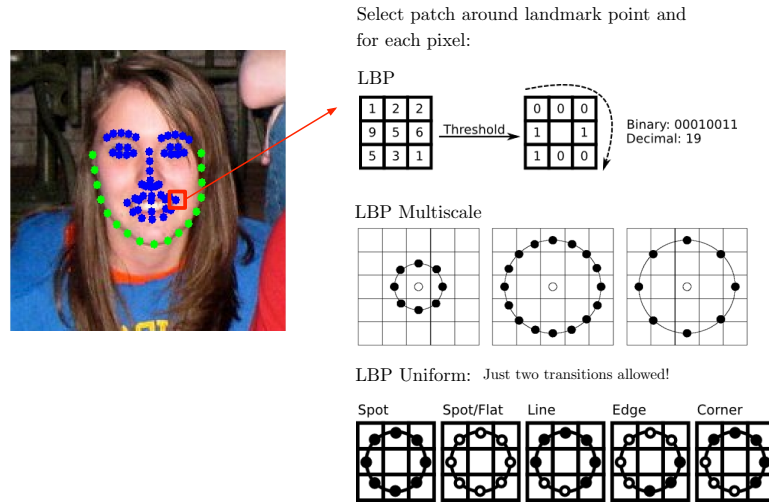 Select patch around landmark point and
for each pixel:
LBP
1 2 2
9 5 6
5 3 1
Threshold
0 0 0
1 1
1 0 0
Binary: 00010011
Decimal: 19
LBP Multiscale
LBP Uniform: Just two transitions allowed!
Spot Spot/Flat Line Edge Corner